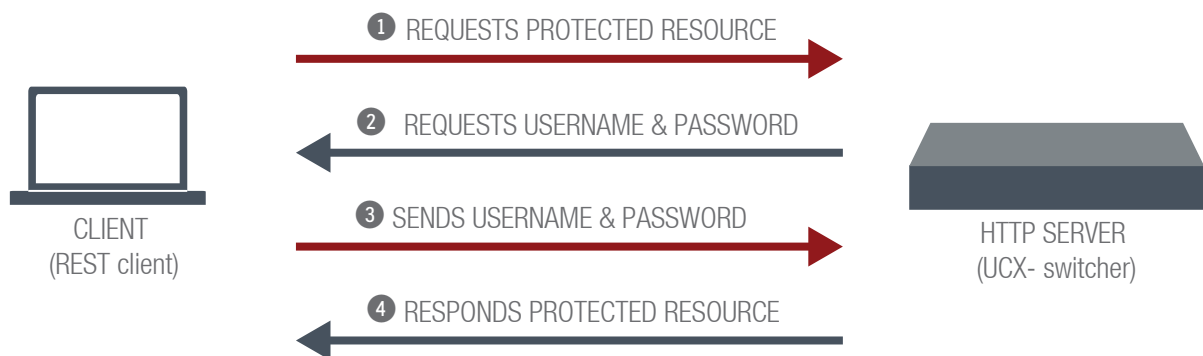 1 REQUESTS PROTECTED RESOURCE
2 REQUESTS USERNAME & PASSWORD
3 SENDS USERNAME & PASSWORD
4 RESPONDS PROTECTED RESOURCE
CLIENT
(REST client)
HTTP SERVER
(UCX- switcher)